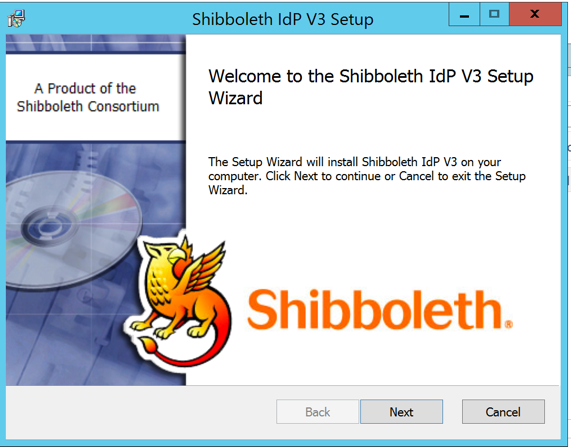 Shibboleth IdP V3 Setup
A Product of the
Shibboleth Consortium
Welcome to the Shibboleth IdP V3 Setup
Wizard
The Setup Wizard will install Shibboleth IdP V3 on your
computer. Click Next to continue or Cancel to exit the Setup
Wizard.
Shibboleth®
Back
Next
Cancel